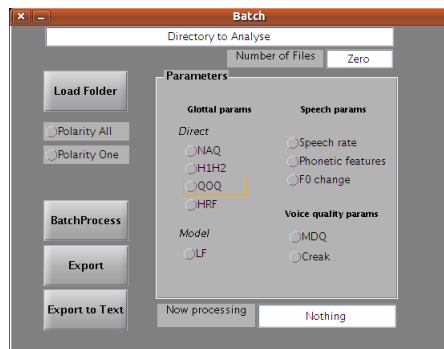 Batch
Directory to Analyse
Number of Files Zero
Parameters
Load Folder
Glottal params Speech params
Direct
Polarity All
NAQ Speech rate
Polarity One
H1H2 Phonetic features
QOQ F0 change
HRF
BatchProcess
Voice quality params
Model
MDQ
LF Creak
Export
Export to Text
Now processing Nothing